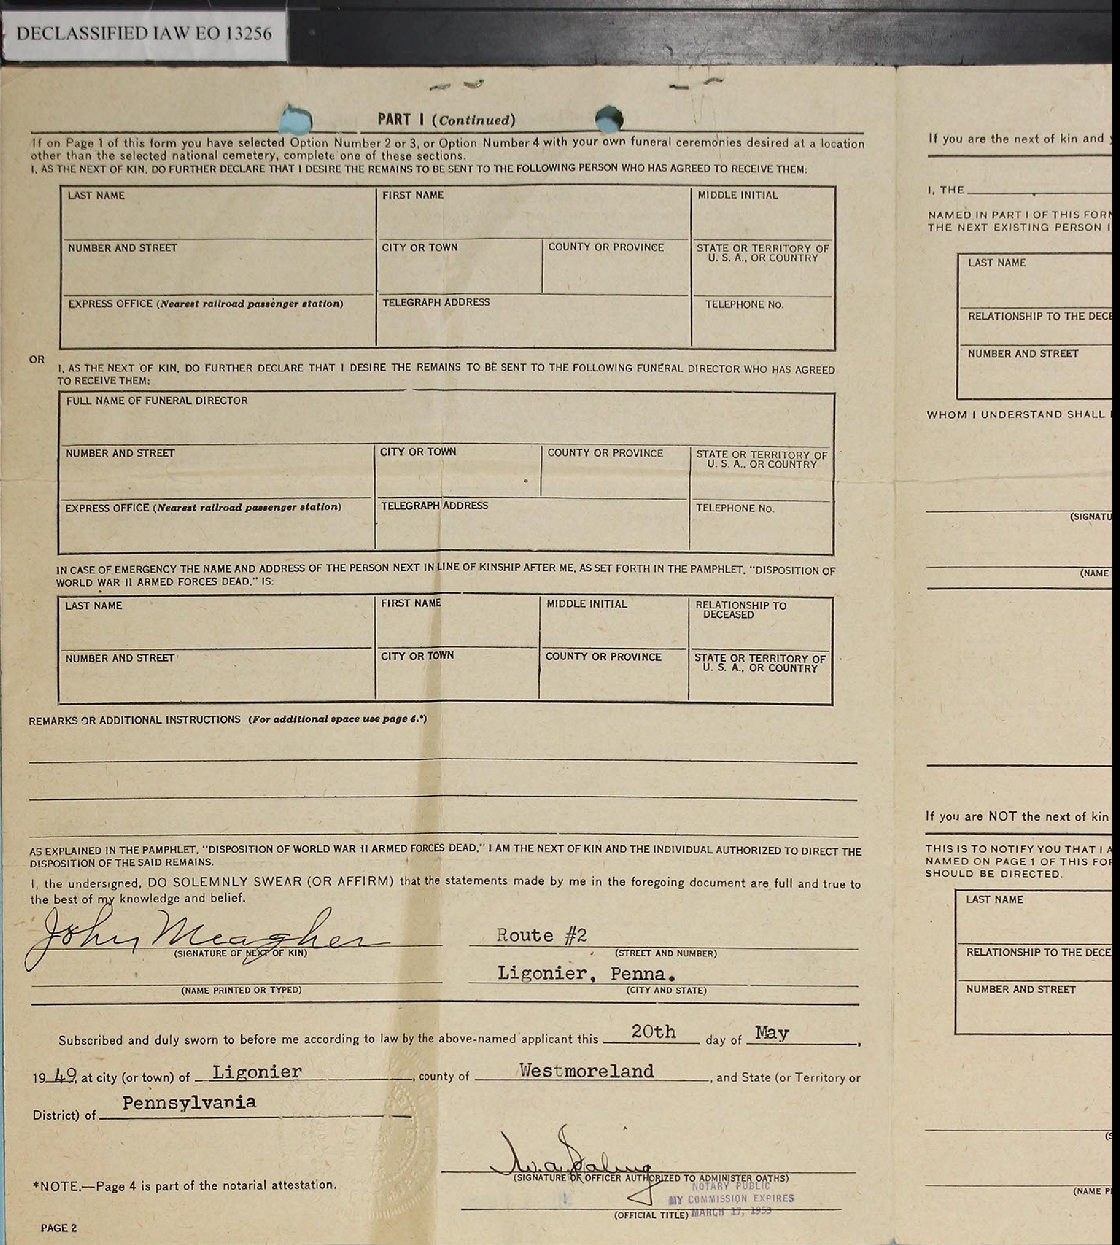 DECLASSIFIED IAW EO 13256
PART I (Continued)
If on Page 1 of this form you have selected Option Number 2 or 3, or Option Number 4 with your own funeral ceremonies desired at a location
other than the selected national cemetery, complete one of these sections.
I, AS THE NEXT OF KIN, DO FURTHER DECLARE THAT I DESIRE THE REMAINS TO BE SENT TO THE FOLLOWING PERSON WHO HAS AGREED TO RECEIVE THEM:
LAST NAME FIRST NAME MIDDLE INITIAL
NUMBER AND STREET CITY OR TOWN COUNTY OR PROVINCE STATE OR TERRITORY OF
U. S. A., OR COUNTRY
EXPRESS OFFICE (Nearest railroad passenger station) TELEGRAPH ADDRESS TELEPHONE No.
OR
I, AS THE NEXT OF KIN, DO FURTHER DECLARE THAT I DESIRE THE REMAINS TO BE SENT TO THE FOLLOWING FUNERAL DIRECTOR WHO HAS AGREED
TO RECEIVE THEM:
FULL NAME OF FUNERAL DIRECTOR
NUMBER AND STREET CITY OR TOWN COUNTY OR PROVINCE STATE OR TERRITORY OF
U. S. A., OR COUNTRY
EXPRESS OFFICE (Nearest railroad passenger station) TELEGRAPH ADDRESS TELEPHONE No.
IN CASE OF EMERGENCY THE NAME AND ADDRESS OF THE PERSON NEXT IN LINE OF KINSHIP AFTER ME, AS SET FORTH IN THE PAMPHLET, "DISPOSITION OF
WORLD WAR II ARMED FORCES DEAD," IS:
LAST NAME FIRST NAME MIDDLE INITIAL RELATIONSHIP TO
DECEASED
NUMBER AND STREET CITY OR TOWN COUNTY OR PROVINCE STATE OR TERRITORY OF
U. S. A., OR COUNTRY
REMARKS OR ADDITIONAL INSTRUCTIONS (For additional space use page 4.*)
AS EXPLAINED IN THE PAMPHLET, "DISPOSITION OF WORLD WAR II ARMED FORCES DEAD," I AM THE NEXT OF KIN AND THE INDIVIDUAL AUTHORIZED TO DIRECT THE
DISPOSITION OF THE SAID REMAINS.
I, the undersigned, DO SOLEMNLY SWEAR (OR AFFIRM) that the statements made by me in the foregoing document are full and true to
the best of my knowledge and belief.
John Meagher Route #2
(SIGNATURE OF NEXT OF KIN) (STREET AND NUMBER)
Ligonier, Penna.
(NAME PRINTED OR TYPED) (CITY AND STATE)
Subscribed and duly sworn to before me according to law by the above-named applicant this 20th day of May,
1949, at city (or town) of Ligonier, county of Westmoreland, and State (or Territory or
District) of Pennsylvania
(SIGNATURE OF OFFICER AUTHORIZED TO ADMINISTER OATHS)
*NOTE.—Page 4 is part of the notarial attestation.
NOTARY PUBLIC
MY COMMISSION EXPIRES
(OFFICIAL TITLE) MARCH 17, 1953
PAGE 2
If you are the next of kin and
I, THE
NAMED IN PART I OF THIS FORM
THE NEXT EXISTING PERSON
LAST NAME
RELATIONSHIP TO THE DECE
NUMBER AND STREET
WHOM I UNDERSTAND SHALL
(SIGNATU
(NAME
If you are NOT the next of kin
THIS IS TO NOTIFY YOU THAT I A
NAMED ON PAGE 1 OF THIS FOR
SHOULD BE DIRECTED.
LAST NAME
RELATIONSHIP TO THE DECE
NUMBER AND STREET
(S
(NAME P